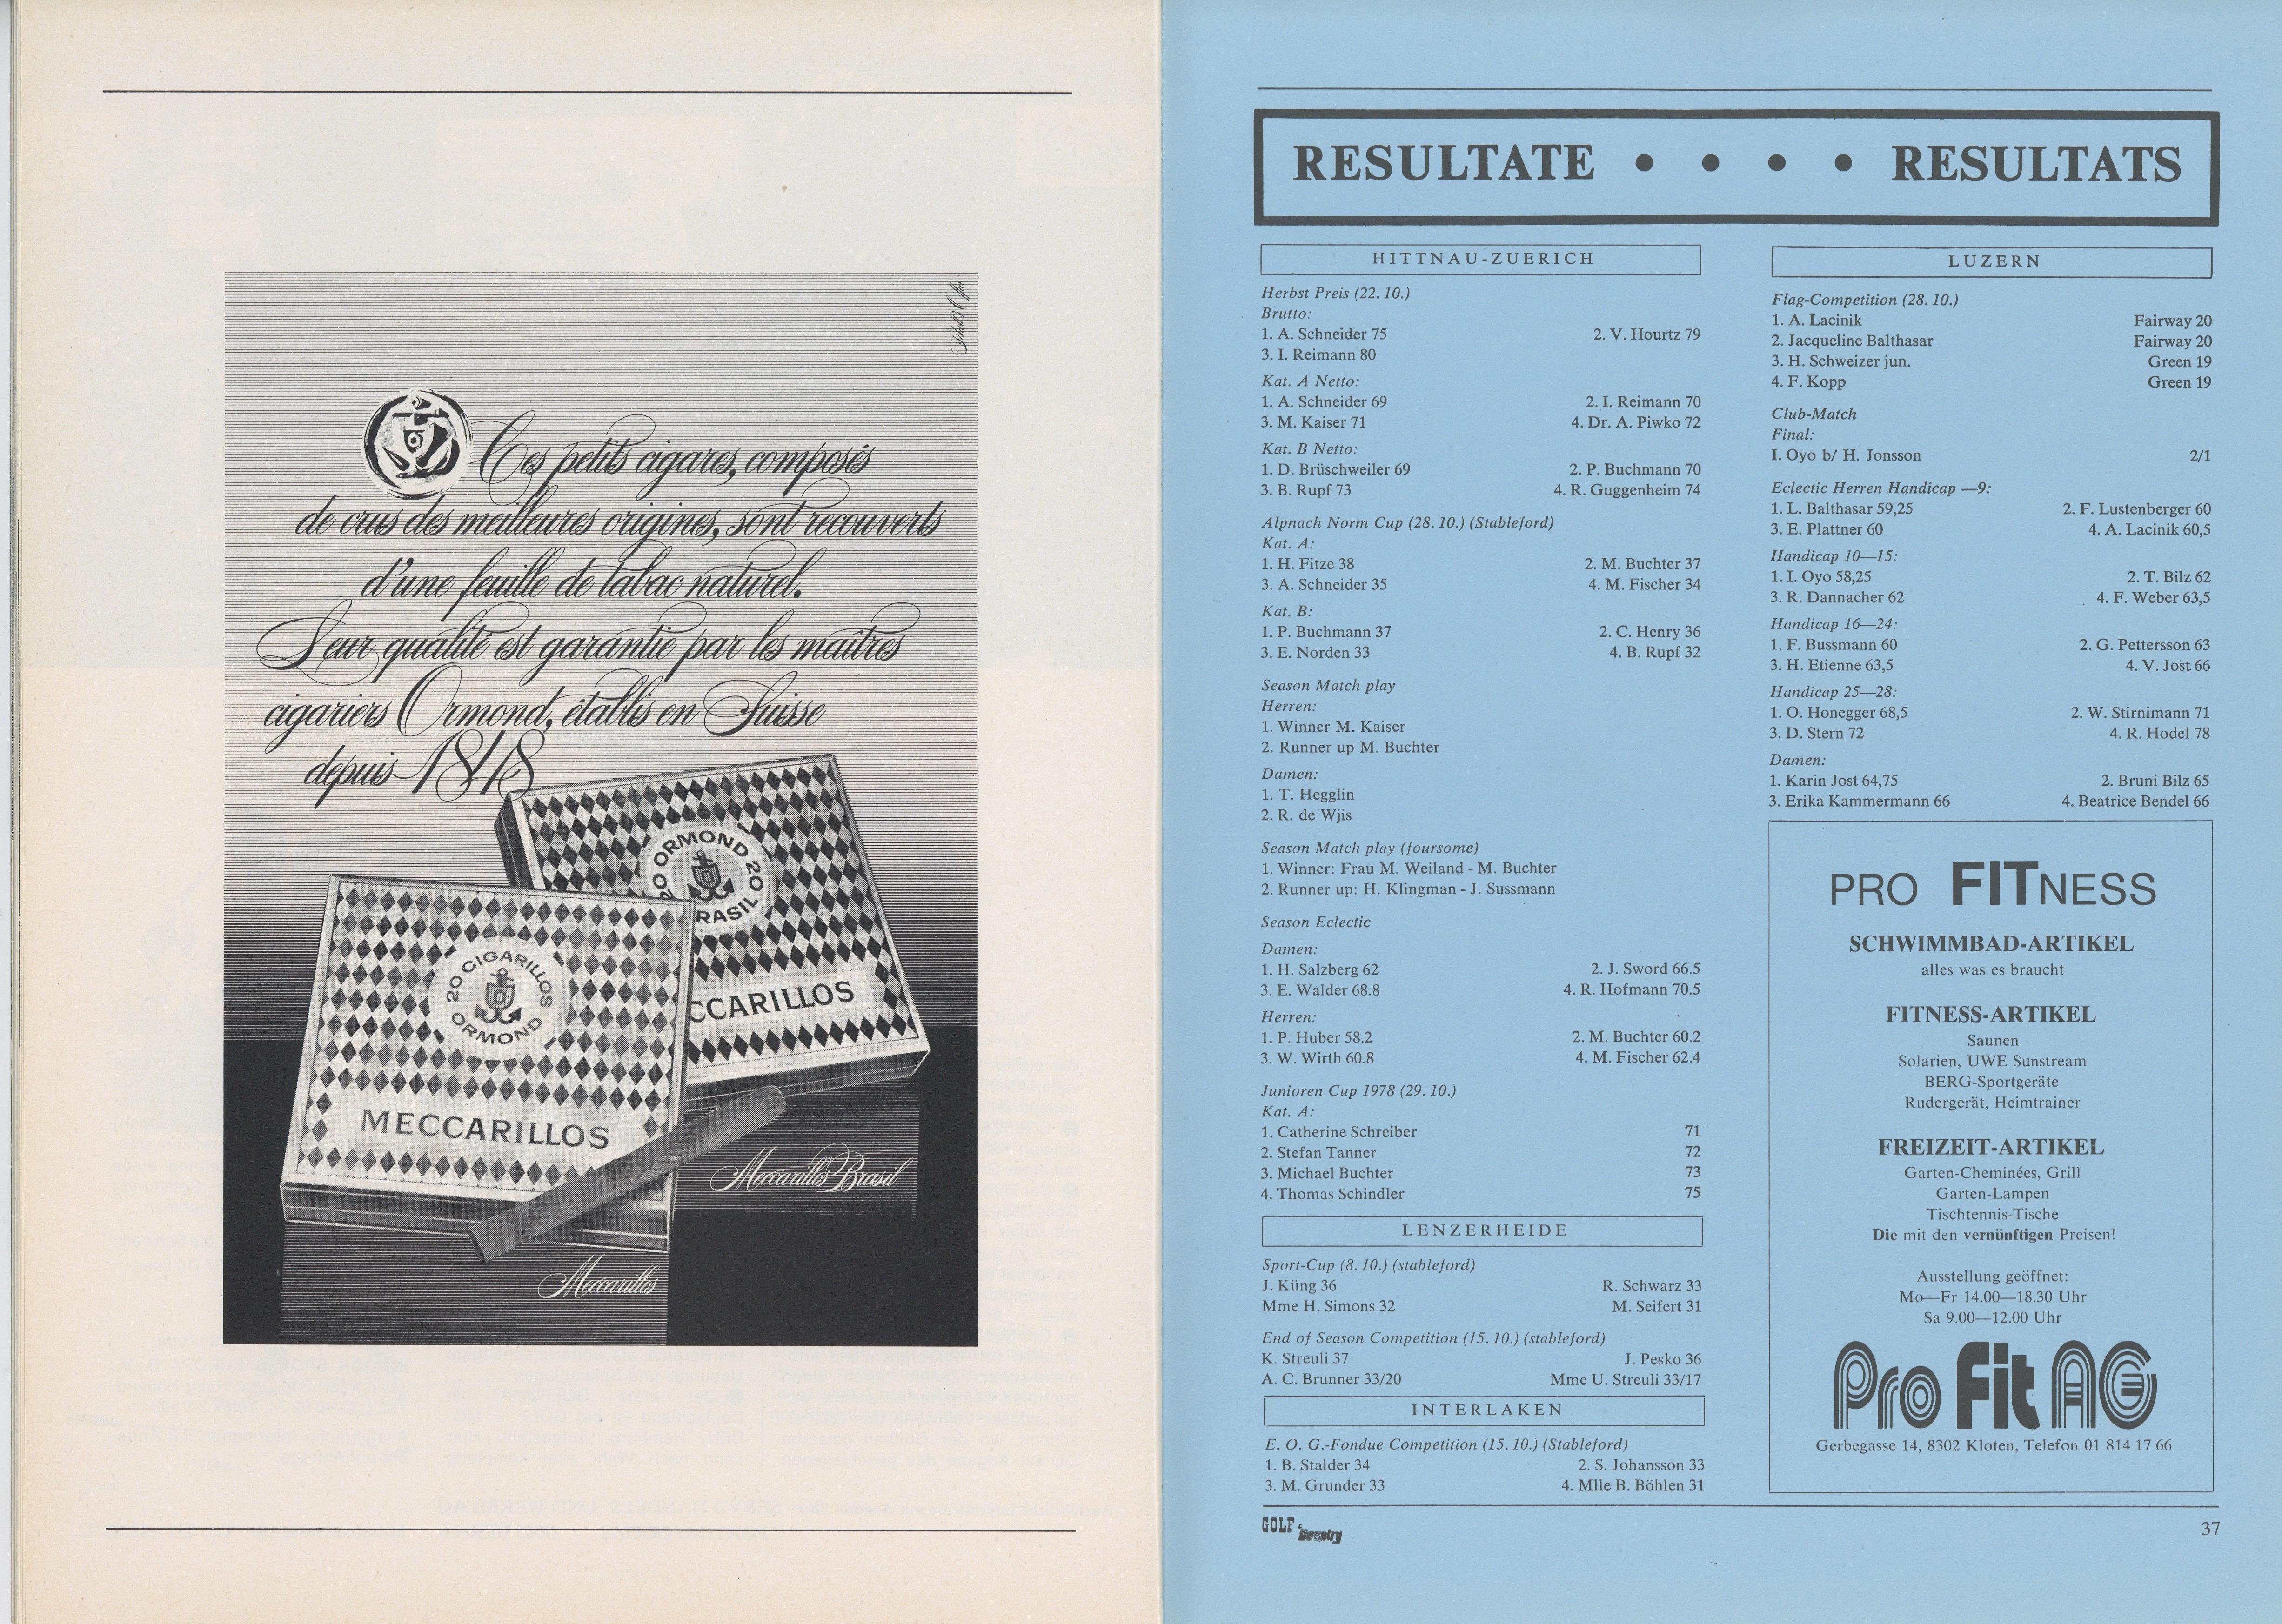 Ces petits cigares, composés
de crus des meilleures origines, sont recouverts
d'une feuille de tabac naturel.
Leur qualité est garantie par les maîtres
cigariers Ormond, établis en Suisse
depuis 1848
ORMOND 20
20 BRASIL
CCARILLOS
20 CIGARILLOS
ORMOND
MECCARILLOS
Meccarillos Brasil
Meccarillos
RESULTATE • • • • RESULTATS
HITTNAU-ZUERICH
Herbst Preis (22. 10.)
Brutto:
1. A. Schneider 75 2. V. Hourtz 79
3. I. Reimann 80
Kat. A Netto:
1. A. Schneider 69 2. I. Reimann 70
3. M. Kaiser 71 4. Dr. A. Piwko 72
Kat. B Netto:
1. D. Brüschweiler 69 2. P. Buchmann 70
3. B. Rupf 73 4. R. Guggenheim 74
Alpnach Norm Cup (28. 10.) (Stableford)
Kat. A:
1. H. Fitze 38 2. M. Buchter 37
3. A. Schneider 35 4. M. Fischer 34
Kat. B:
1. P. Buchmann 37 2. C. Henry 36
3. E. Norden 33 4. B. Rupf 32
Season Match play
Herren:
1. Winner M. Kaiser
2. Runner up M. Buchter
Damen:
1. T. Hegglin
2. R. de Wjis
Season Match play (foursome)
1. Winner: Frau M. Weiland - M. Buchter
2. Runner up: H. Klingman - J. Sussmann
Season Eclectic
Damen:
1. H. Salzberg 62 2. J. Sword 66.5
3. E. Walder 68.8 4. R. Hofmann 70.5
Herren:
1. P. Huber 58.2 2. M. Buchter 60.2
3. W. Wirth 60.8 4. M. Fischer 62.4
Junioren Cup 1978 (29. 10.)
Kat. A:
1. Catherine Schreiber 71
2. Stefan Tanner 72
3. Michael Buchter 73
4. Thomas Schindler 75
LENZERHEIDE
Sport-Cup (8. 10.) (stableford)
J. Küng 36 R. Schwarz 33
Mme H. Simons 32 M. Seifert 31
End of Season Competition (15. 10.) (stableford)
K. Streuli 37 J. Pesko 36
A. C. Brunner 33/20 Mme U. Streuli 33/17
INTERLAKEN
E. O. G.-Fondue Competition (15. 10.) (Stableford)
1. B. Stalder 34 2. S. Johansson 33
3. M. Grunder 33 4. Mlle B. Böhlen 31
LUZERN
Flag-Competition (28. 10.)
1. A. Lacinik Fairway 20
2. Jacqueline Balthasar Fairway 20
3. H. Schweizer jun. Green 19
4. F. Kopp Green 19
Club-Match
Final:
I. Oyo b/ H. Jonsson 2/1
Eclectic Herren Handicap —9:
1. L. Balthasar 59,25 2. F. Lustenberger 60
3. E. Plattner 60 4. A. Lacinik 60,5
Handicap 10—15:
1. I. Oyo 58,25 2. T. Bilz 62
3. R. Dannacher 62 4. F. Weber 63,5
Handicap 16—24:
1. F. Bussmann 60 2. G. Pettersson 63
3. H. Etienne 63,5 4. V. Jost 66
Handicap 25—28:
1. O. Honegger 68,5 2. W. Stirnimann 71
3. D. Stern 72 4. R. Hodel 78
Damen:
1. Karin Jost 64,75 2. Bruni Bilz 65
3. Erika Kammermann 66 4. Beatrice Bendel 66
PRO FITNESS
SCHWIMMBAD-ARTIKEL
alles was es braucht
FITNESS-ARTIKEL
Saunen
Solarien, UWE Sunstream
BERG-Sportgeräte
Rudergerät, Heimtrainer
FREIZEIT-ARTIKEL
Garten-Cheminées, Grill
Garten-Lampen
Tischtennis-Tische
Die mit den vernünftigen Preisen!
Ausstellung geöffnet:
Mo—Fr 14.00—18.30 Uhr
Sa 9.00—12.00 Uhr
Pro Fit AG
Gerbegasse 14, 8302 Kloten, Telefon 01 814 17 66
GOLF & Country
37